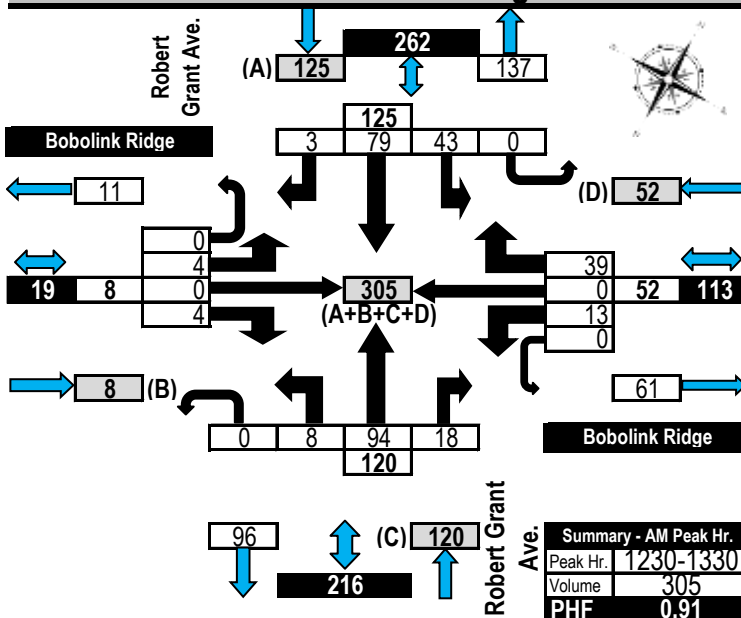 Robert
Grant Ave.
262
(A) 125 137
125
3 79 43 0
Bobolink Ridge
11
(D) 52
0
4
19 8 0
4
305
(A+B+C+D)
39
0 52 113
13
0
8 (B)
61
0 8 94 18
120
Bobolink Ridge
96
(C) 120
216
Robert Grant
Ave.
Summary - AM Peak Hr.
Peak Hr. 1230-1330
Volume 305
PHF 0.91